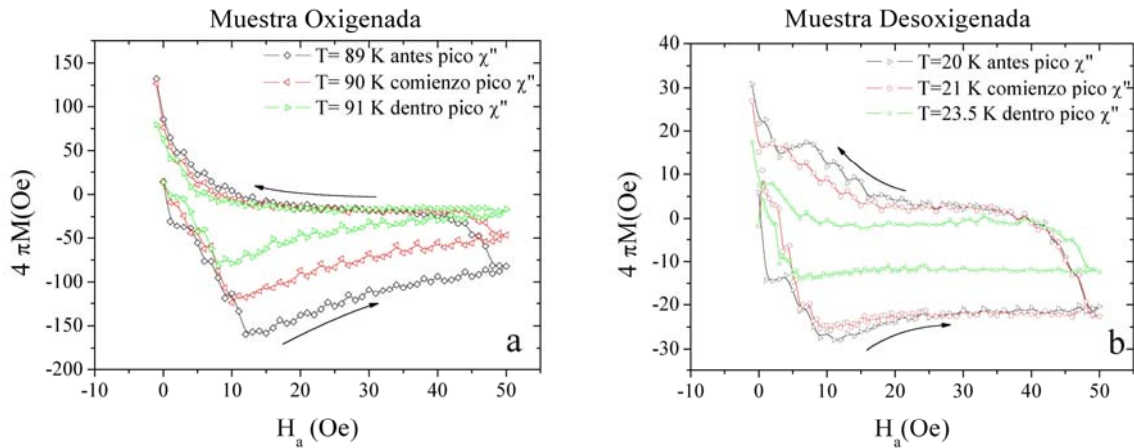 Muestra Oxigenada
150
100
50
0
-50
-100
-150
-200
4 πM(Oe)
T= 89 K antes pico χ"
T= 90 K comienzo pico χ"
T= 91 K dentro pico χ"
a
-10 0 10 20 30 40 50
H_a (Oe)
Muestra Desoxigenada
40
30
20
10
0
-10
-20
-30
4 πM(Oe)
T=20 K antes pico χ"
T=21 K comienzo pico χ"
T=23.5 K dentro pico χ"
b
-10 0 10 20 30 40 50
H_a (Oe)